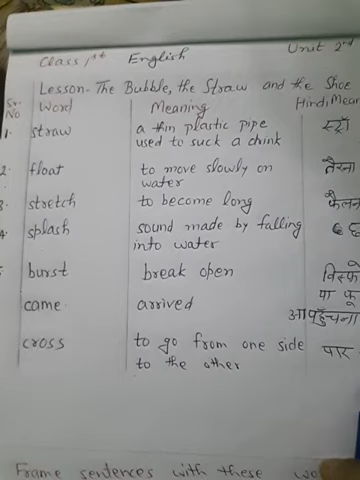 Class 1st English Unit 2nd
Lesson- The Bubble, the Straw and the Shoe
Sr. No Word Meaning Hindi, Mear
1. straw a thin plastic pipe used to suck a drink स्ट्रॉ
2. float to move slowly on water तैरना
3. stretch to become long फैलन
4. splash sound made by falling into water
burst break open विस्फो
या फू
came. arrived आ पहुँचना
cross to go from one side to the other पार
Frame sentences with these wo